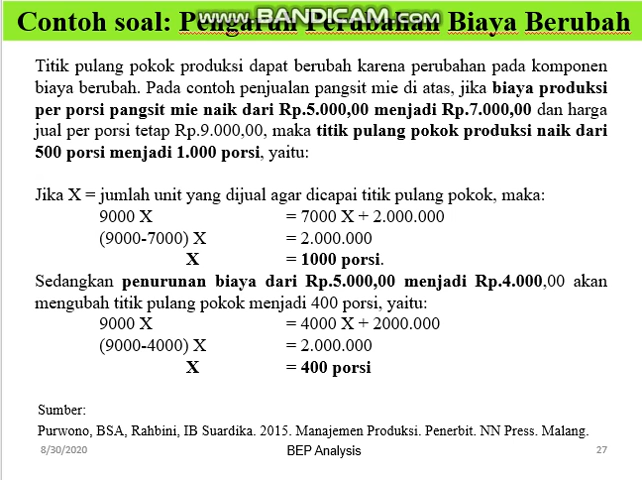 www.BANDICAM.com
Contoh soal: Pengaruh Perubahan Biaya Berubah
Titik pulang pokok produksi dapat berubah karena perubahan pada komponen
biaya berubah. Pada contoh penjualan pangsit mie di atas, jika biaya produksi
per porsi pangsit mie naik dari Rp.5.000,00 menjadi Rp.7000,00 dan harga
jual per porsi tetap Rp.9.000,00, maka titik pulang pokok produksi naik dari
500 porsi menjadi 1.000 porsi, yaitu:
Jika X = jumlah unit yang dijual agar dicapai titik pulang pokok, maka:
9000 X = 7000 X + 2.000.000
(9000-7000) X = 2.000.000
X = 1000 porsi.
Sedangkan penurunan biaya dari Rp.5.000,00 menjadi Rp.4.000,00 akan
mengubah titik pulang pokok menjadi 400 porsi, yaitu:
9000 X = 4000 X + 2000.000
(9000-4000) X = 2.000.000
X = 400 porsi
Sumber:
Purwono, BSA, Rahbini, IB Suardika. 2015. Manajemen Produksi. Penerbit. NN Press. Malang.
8/30/2020 BEP Analysis 27